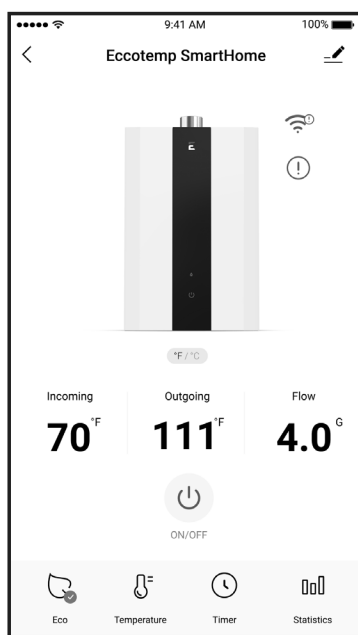 9:41 AM
100%
Eccotemp SmartHome
E
°F / °C
Incoming
Outgoing
Flow
70°F
111°F
4.0G
ON/OFF
Eco
Temperature
Timer
Statistics